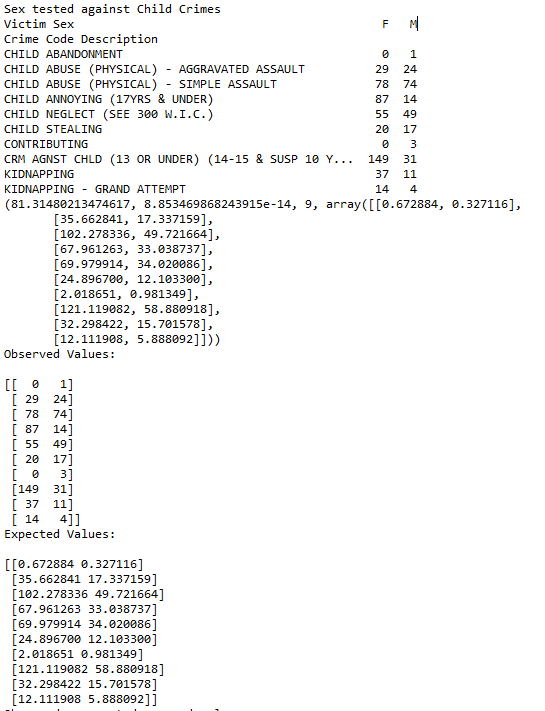 Sex tested against Child Crimes
Victim Sex F M
Crime Code Description
CHILD ABANDONMENT 0 1
CHILD ABUSE (PHYSICAL) - AGGRAVATED ASSAULT 29 24
CHILD ABUSE (PHYSICAL) - SIMPLE ASSAULT 78 74
CHILD ANNOYING (17YRS & UNDER) 87 14
CHILD NEGLECT (SEE 300 W.I.C.) 55 49
CHILD STEALING 20 17
CONTRIBUTING 0 3
CRM AGNST CHLD (13 OR UNDER) (14-15 & SUSP 10 Y... 149 31
KIDNAPPING 37 11
KIDNAPPING - GRAND ATTEMPT 14 4
(81.31480213474617, 8.853469868243915e-14, 9, array([[0.672884, 0.327116],
[35.662841, 17.337159],
[102.278336, 49.721664],
[67.961263, 33.038737],
[69.979914, 34.020086],
[24.896700, 12.103300],
[2.018651, 0.981349],
[121.119082, 58.880918],
[32.298422, 15.701578],
[12.111908, 5.888092]]))
Observed Values:
[[ 0 1]
[ 29 24]
[ 78 74]
[ 87 14]
[ 55 49]
[ 20 17]
[ 0 3]
[149 31]
[ 37 11]
[ 14 4]]
Expected Values:
[[0.672884 0.327116]
[35.662841 17.337159]
[102.278336 49.721664]
[67.961263 33.038737]
[69.979914 34.020086]
[24.896700 12.103300]
[2.018651 0.981349]
[121.119082 58.880918]
[32.298422 15.701578]
[12.111908 5.888092]]